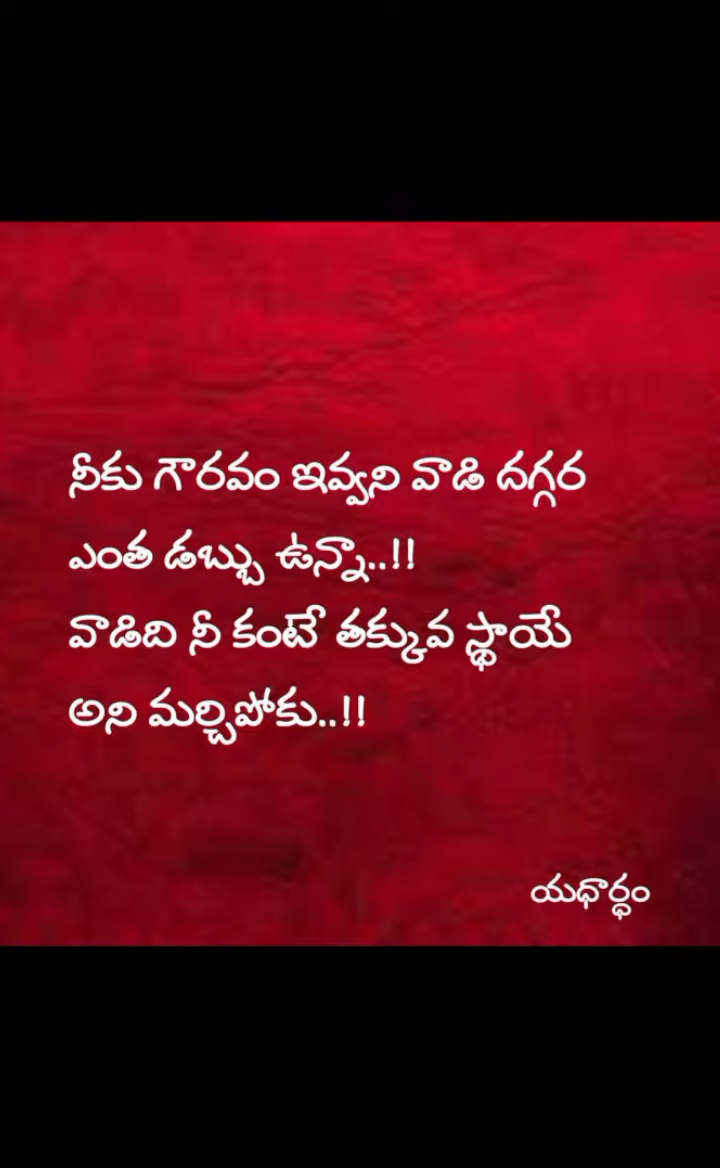 నీకు గౌరవం ఇవ్వని వాడి దగ్గర
ఎంత డబ్బు ఉన్నా..!!
వాడిది నీ కంటే తక్కువ స్థాయే
అని మర్చిపోకు..!!
యధార్ధం